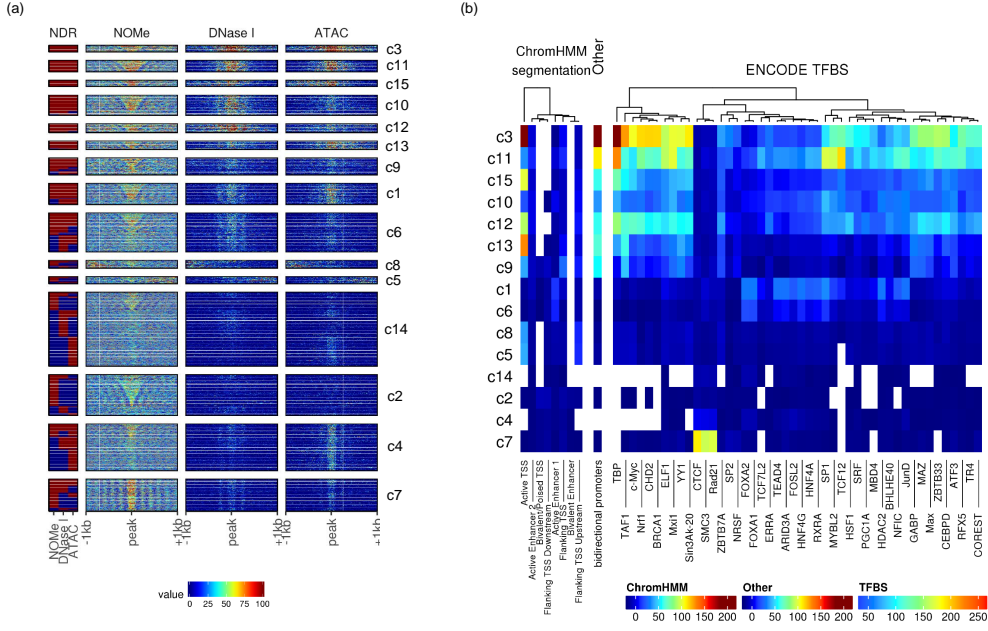 (a)
NDR NOMe DNase I ATAC
c3
c11
c15
c10
c12
c13
c9
c1
c6
c8
c5
c14
c2
c4
c7
NOMe
DNase I
ATAC
-1kb peak +1kb
-1kb peak +1kb
peak +1kh
value
0 25 50 75 100
(b)
ChromHMM
segmentation
Other
ENCODE TFBS
c3
c11
c15
c10
c12
c13
c9
c1
c6
c8
c5
c14
c2
c4
c7
Active TSS
Active Enhancer 2
Bivalent/Poised TSS
Flanking TSS Downstream
Active Enhancer 1
Flanking TSS
Bivalent Enhancer
Flanking TSS Upstream
bidirectional promoters
TBP
TAF1
c-Myc
Nrf1
CHD2
BRCA1
ELF1
Mxi1
YY1
Sin3Ak-20
CTCF
SMC3
Rad21
ZBTB7A
SP2
NRSF
FOXA2
FOXA1
TCF7L2
ERRA
TEAD4
ARID3A
FOSL2
HNF4G
HNF4A
RXRA
SP1
MYBL2
TCF12
HSF1
SRF
PGC1A
MBD4
HDAC2
BHLHE40
NFIC
JunD
GABP
MAZ
Max
ZBTB33
CEBPD
ATF3
RFX5
TR4
COREST
ChromHMM
0 50 100 150 200
Other
0 50 100 150 200
TFBS
50 100 150 200 250